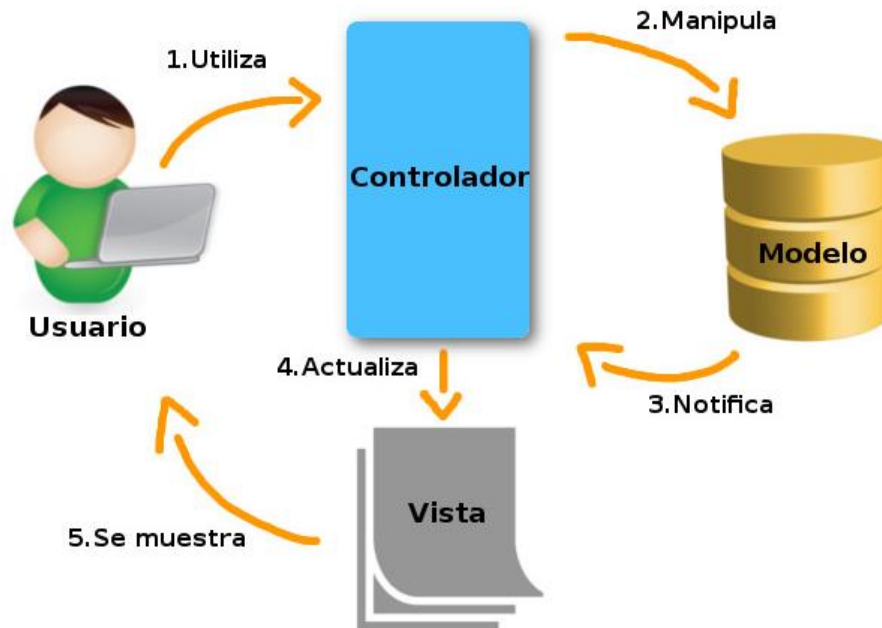 2.Manipula
1.Utiliza
Controlador
Modelo
Usuario
4.Actualiza
3.Notifica
Vista
5.Se muestra